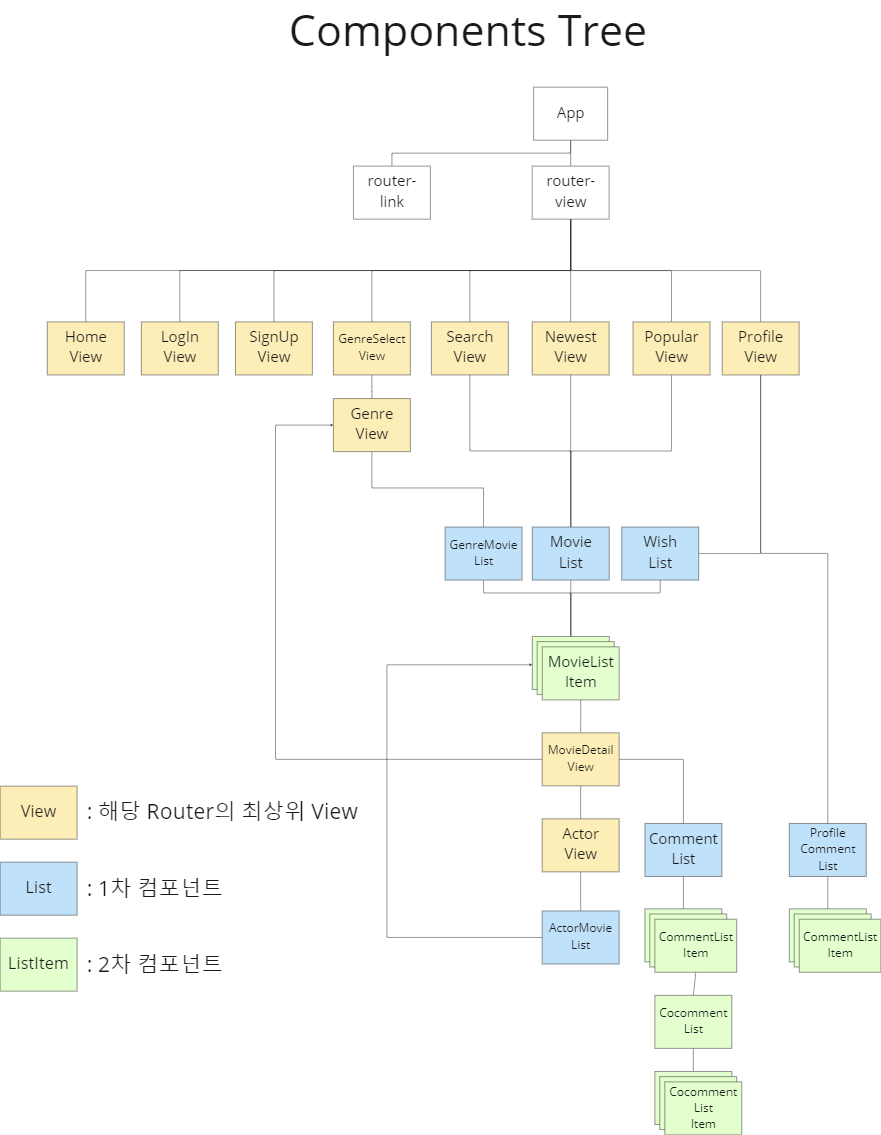 Components Tree
App
router-
link
router-
view
Home
View
LogIn
View
SignUp
View
GenreSelect
View
Search
View
Newest
View
Popular
View
Profile
View
Genre
View
GenreMovie
List
Movie
List
Wish
List
MovieList
Item
MovieDetail
View
View
: 해당 Router의 최상위 View
Actor
View
Comment
List
Profile
Comment
List
List
: 1차 컴포넌트
ActorMovie
List
CommentList
Item
CommentList
Item
ListItem
: 2차 컴포넌트
Cocomment
List
Cocomment
List
Item